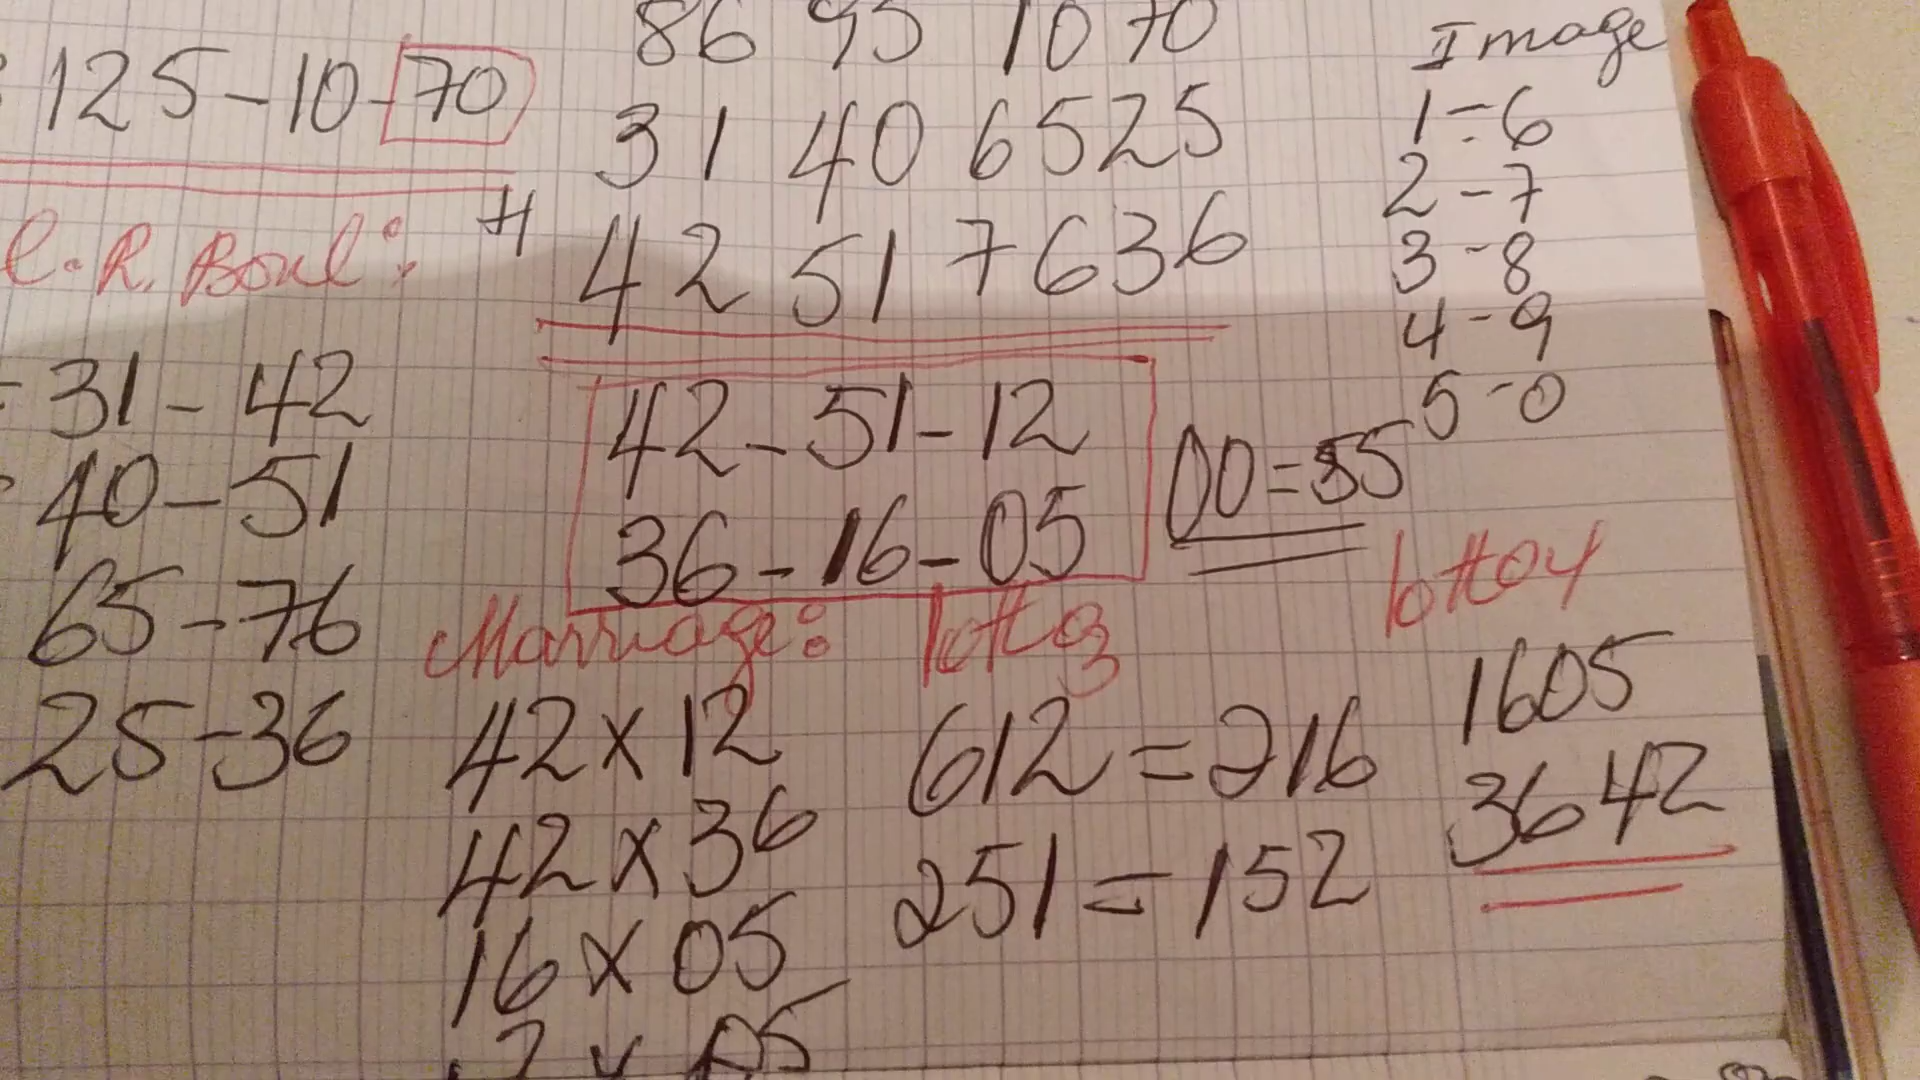 125-10-70
C.R. Boul:
31-42
40-51
65-76
25-36
86 95 10 70
31 40 65 25
H
42 51 76 36
42-51-12
36-16-05
00=55
Image
1-6
2-7
3-8
4-9
5-0
Marriage:
42x12
42x36
16x05
lotto3
612=216
251=152
lotto4
1605
3642